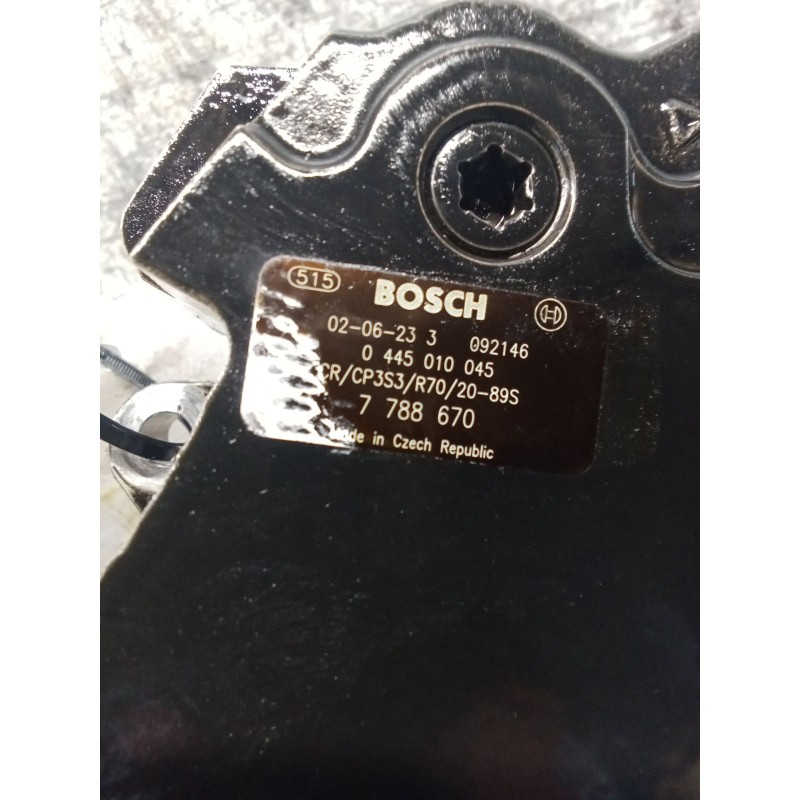 515 BOSCH
02-06-23 3 092146
0 445 010 045
CR/CP3S3/R70/20-89S
7 788 670
Made in Czech Republic